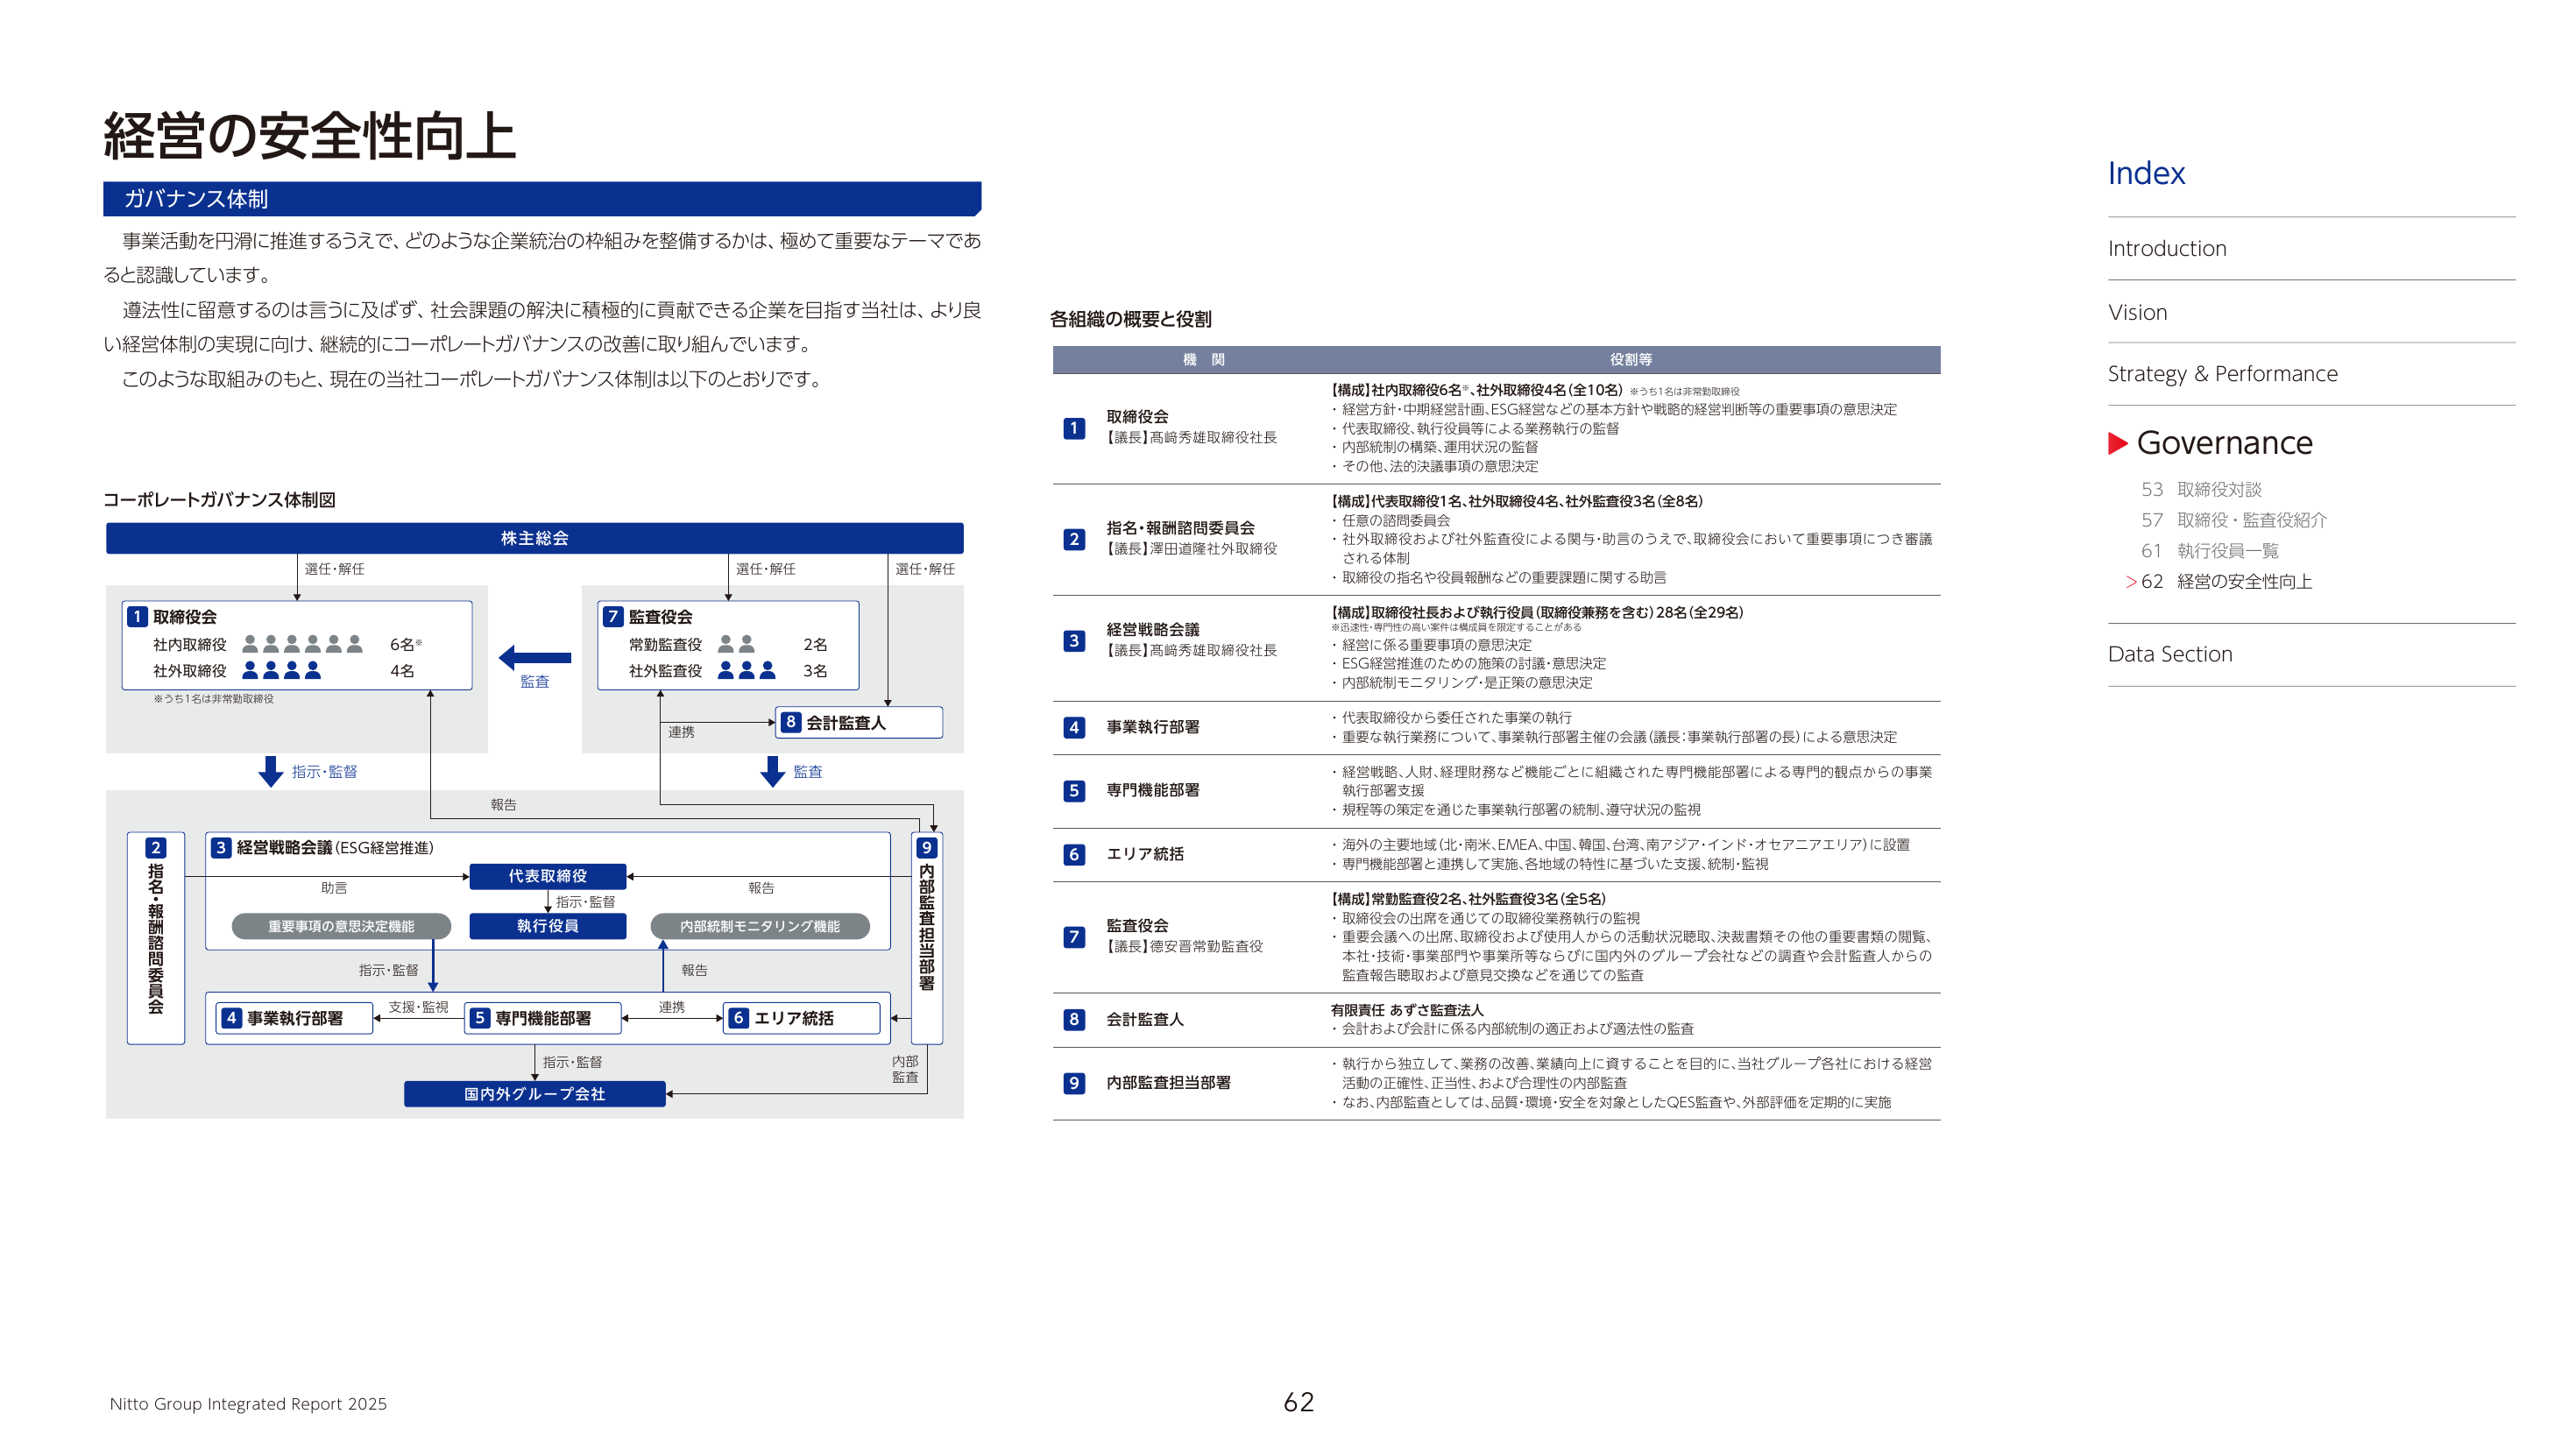 経営の安全性向上
ガバナンス体制
事業活動を円滑に推進するうえで、どのような企業統治の枠組みを整備するかは、極めて重要なテーマであ
ると認識しています。
遵法性に留意するのは言うに及ばず、社会課題の解決に積極的に貢献できる企業を目指す当社は、より良
い経営体制の実現に向け、継続的にコーポレートガバナンスの改善に取り組んでいます。
このような取組みのもと、現在の当社コーポレートガバナンス体制は以下のとおりです。
コーポレートガバナンス体制図
株主総会
選任・解任
選任・解任
選任・解任
1 取締役会
社内取締役 6名※
社外取締役 4名
※うち1名は非常勤取締役
監査
7 監査役会
常勤監査役 2名
社外監査役 3名
連携
8 会計監査人
指示・監督
監査
報告
2 指名・報酬諮問委員会
3 経営戦略会議(ESG経営推進)
9 内部監査担当部署
助言
代表取締役
報告
指示・監督
重要事項の意思決定機能
執行役員
内部統制モニタリング機能
指示・監督
報告
4 事業執行部署
支援・監視
5 専門機能部署
連携
6 エリア統括
指示・監督
内部
監査
国内外グループ会社
各組織の概要と役割
機 関 役割等
1 取締役会
【議長】髙﨑秀雄取締役社長
【構成】社内取締役6名※、社外取締役4名(全10名) ※うち1名は非常勤取締役
・経営方針・中期経営計画、ESG経営などの基本方針や戦略的経営判断等の重要事項の意思決定
・代表取締役、執行役員等による業務執行の監督
・内部統制の構築、運用状況の監督
・その他、法的決議事項の意思決定
2 指名・報酬諮問委員会
【議長】澤田道隆社外取締役
【構成】代表取締役1名、社外取締役4名、社外監査役3名(全8名)
・任意の諮問委員会
・社外取締役および社外監査役による関与・助言のうえで、取締役会において重要事項につき審議
される体制
・取締役の指名や役員報酬などの重要課題に関する助言
3 経営戦略会議
【議長】髙﨑秀雄取締役社長
【構成】取締役社長および執行役員(取締役兼務を含む)28名(全29名)
※迅速性・専門性の高い案件は構成員を限定することがある
・経営に係る重要事項の意思決定
・ESG経営推進のための施策の討議・意思決定
・内部統制モニタリング・是正策の意思決定
4 事業執行部署
・代表取締役から委任された事業の執行
・重要な執行業務について、事業執行部署主催の会議(議長:事業執行部署の長)による意思決定
5 専門機能部署
・経営戦略、人財、経理財務など機能ごとに組織された専門機能部署による専門的観点からの事業
執行部署支援
・規程等の策定を通じた事業執行部署の統制、遵守状況の監視
6 エリア統括
・海外の主要地域(北・南米、EMEA、中国、韓国、台湾、南アジア・インド・オセアニアエリア)に設置
・専門機能部署と連携して実施、各地域の特性に基づいた支援、統制・監視
7 監査役会
【議長】徳安晋常勤監査役
【構成】常勤監査役2名、社外監査役3名(全5名)
・取締役会の出席を通じての取締役業務執行の監視
・重要会議への出席、取締役および使用人からの活動状況聴取、決裁書類その他の重要書類の閲覧、
本社・技術・事業部門や事業所等ならびに国内外のグループ会社などの調査や会計監査人からの
監査報告聴取および意見交換などを通じての監査
8 会計監査人
有限責任 あずさ監査法人
・会計および会計に係る内部統制の適正および適法性の監査
9 内部監査担当部署
・執行から独立して、業務の改善、業績向上に資することを目的に、当社グループ各社における経営
活動の正確性、正当性、および合理性の内部監査
・なお、内部監査としては、品質・環境・安全を対象としたQES監査や、外部評価を定期的に実施
Index
Introduction
Vision
Strategy & Performance
Governance
53 取締役対談
57 取締役・監査役紹介
61 執行役員一覧
>62 経営の安全性向上
Data Section
Nitto Group Integrated Report 2025
62